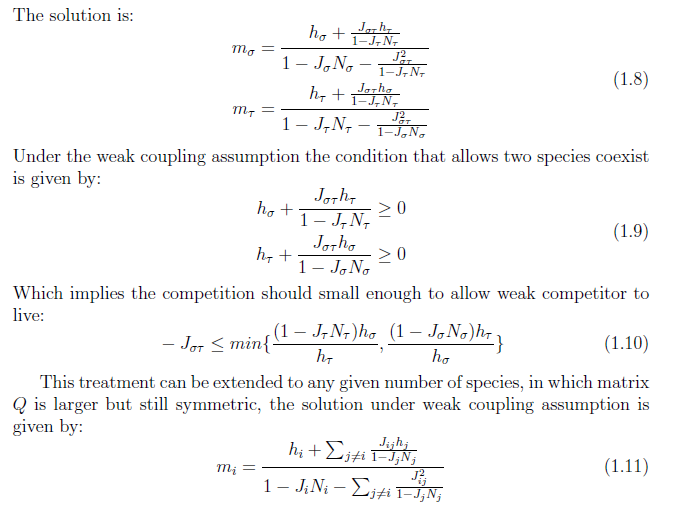 The solution is:
$$m_\sigma = \frac{h_\sigma + \frac{J_{\sigma\tau} h_\tau}{1-J_\tau N_\tau}}{1 - J_\sigma N_\sigma - \frac{J_{\sigma\tau}^2}{1-J_\tau N_\tau}}$$
$$m_\tau = \frac{h_\tau + \frac{J_{\sigma\tau} h_\sigma}{1-J_\tau N_\tau}}{1 - J_\tau N_\tau - \frac{J_{\sigma\tau}^2}{1-J_\sigma N_\sigma}}$$
(1.8)
Under the weak coupling assumption the condition that allows two species coexist
is given by:
$$h_\sigma + \frac{J_{\sigma\tau} h_\tau}{1 - J_\tau N_\tau} \geq 0$$
$$h_\tau + \frac{J_{\sigma\tau} h_\sigma}{1 - J_\sigma N_\sigma} \geq 0$$
(1.9)
Which implies the competition should small enough to allow weak competitor to
live:
$$- J_{\sigma\tau} \leq min\{\frac{(1 - J_\tau N_\tau)h_\sigma}{h_\tau}, \frac{(1 - J_\sigma N_\sigma)h_\tau}{h_\sigma}\}$$ (1.10)
This treatment can be extended to any given number of species, in which matrix
Q is larger but still symmetric, the solution under weak coupling assumption is
given by:
$$m_i = \frac{h_i + \sum_{j \neq i} \frac{J_{ij} h_j}{1-J_j N_j}}{1 - J_i N_i - \sum_{j \neq i} \frac{J_{ij}^2}{1-J_j N_j}}$$ (1.11)